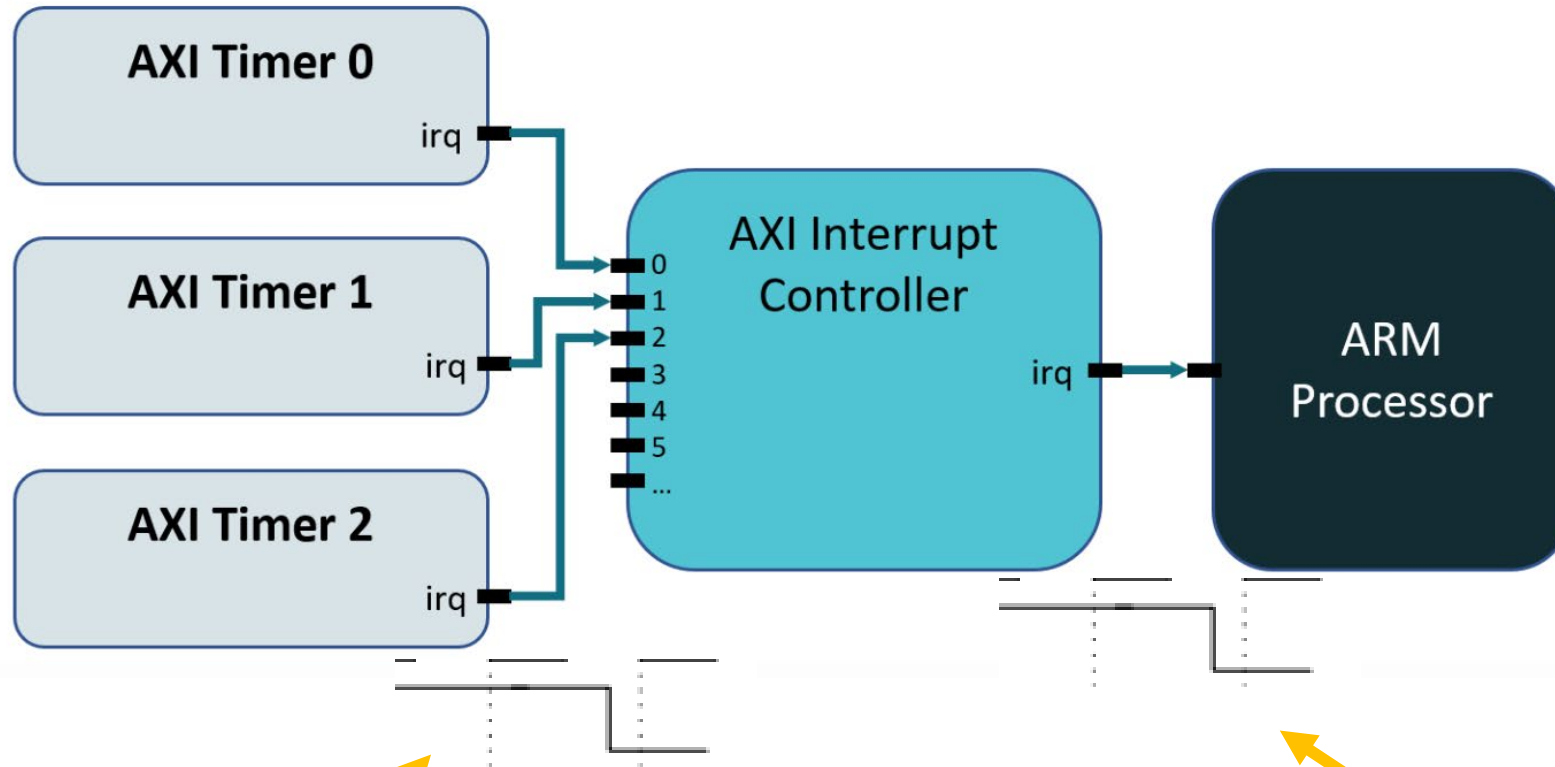 AXI Timer 0
irq
AXI Timer 1
irq
AXI Timer 2
irq
AXI Interrupt
Controller
0
1
2
3
4
5
...
irq
ARM
Processor